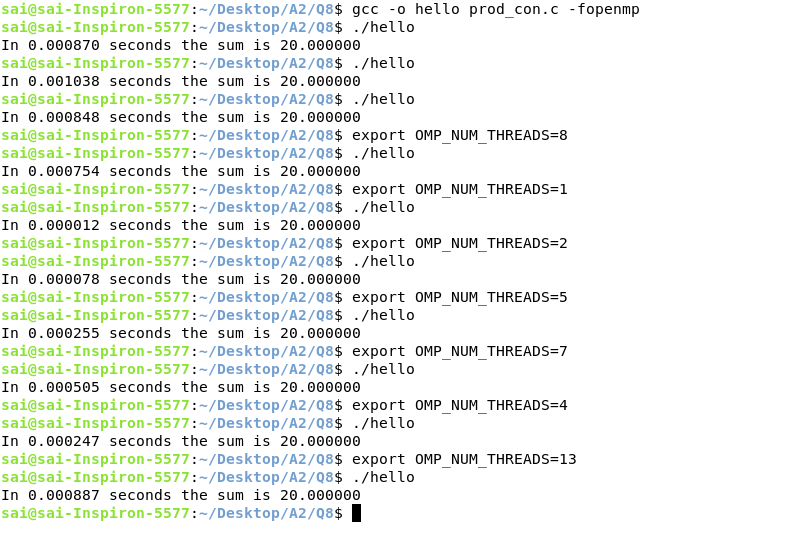 sai@sai-Inspiron-5577:~/Desktop/A2/Q8$ gcc -o hello prod_con.c -fopenmp
sai@sai-Inspiron-5577:~/Desktop/A2/Q8$ ./hello
In 0.000870 seconds the sum is 20.000000
sai@sai-Inspiron-5577:~/Desktop/A2/Q8$ ./hello
In 0.001038 seconds the sum is 20.000000
sai@sai-Inspiron-5577:~/Desktop/A2/Q8$ ./hello
In 0.000848 seconds the sum is 20.000000
sai@sai-Inspiron-5577:~/Desktop/A2/Q8$ export OMP_NUM_THREADS=8
sai@sai-Inspiron-5577:~/Desktop/A2/Q8$ ./hello
In 0.000754 seconds the sum is 20.000000
sai@sai-Inspiron-5577:~/Desktop/A2/Q8$ export OMP_NUM_THREADS=1
sai@sai-Inspiron-5577:~/Desktop/A2/Q8$ ./hello
In 0.000012 seconds the sum is 20.000000
sai@sai-Inspiron-5577:~/Desktop/A2/Q8$ export OMP_NUM_THREADS=2
sai@sai-Inspiron-5577:~/Desktop/A2/Q8$ ./hello
In 0.000078 seconds the sum is 20.000000
sai@sai-Inspiron-5577:~/Desktop/A2/Q8$ export OMP_NUM_THREADS=5
sai@sai-Inspiron-5577:~/Desktop/A2/Q8$ ./hello
In 0.000255 seconds the sum is 20.000000
sai@sai-Inspiron-5577:~/Desktop/A2/Q8$ export OMP_NUM_THREADS=7
sai@sai-Inspiron-5577:~/Desktop/A2/Q8$ ./hello
In 0.000505 seconds the sum is 20.000000
sai@sai-Inspiron-5577:~/Desktop/A2/Q8$ export OMP_NUM_THREADS=4
sai@sai-Inspiron-5577:~/Desktop/A2/Q8$ ./hello
In 0.000247 seconds the sum is 20.000000
sai@sai-Inspiron-5577:~/Desktop/A2/Q8$ export OMP_NUM_THREADS=13
sai@sai-Inspiron-5577:~/Desktop/A2/Q8$ ./hello
In 0.000887 seconds the sum is 20.000000
sai@sai-Inspiron-5577:~/Desktop/A2/Q8$